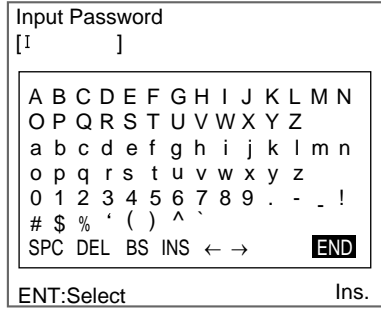 Input Password
[I ]
A B C D E F G H I J K L M N
O P Q R S T U V W X Y Z
a b c d e f g h i j k l m n
o p q r s t u v w x y z
0 1 2 3 4 5 6 7 8 9 . - _ !
# $ % ‘ ( ) ^ `
SPC DEL BS INS ← → END
ENT:Select Ins.